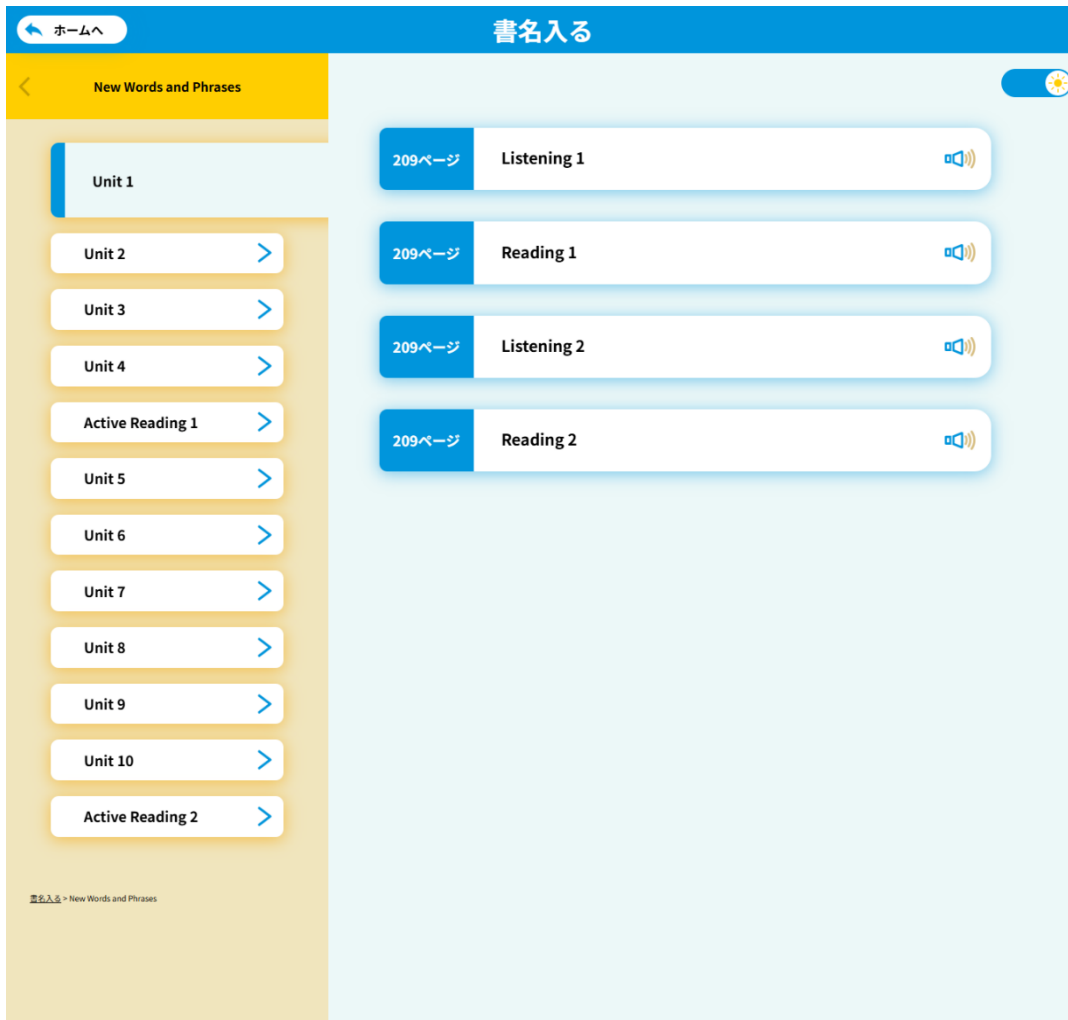 ホームへ
書名入る
New Words and Phrases
Unit 1
Unit 2
Unit 3
Unit 4
Active Reading 1
Unit 5
Unit 6
Unit 7
Unit 8
Unit 9
Unit 10
Active Reading 2
書名入る > New Words and Phrases
209ページ Listening 1
209ページ Reading 1
209ページ Listening 2
209ページ Reading 2